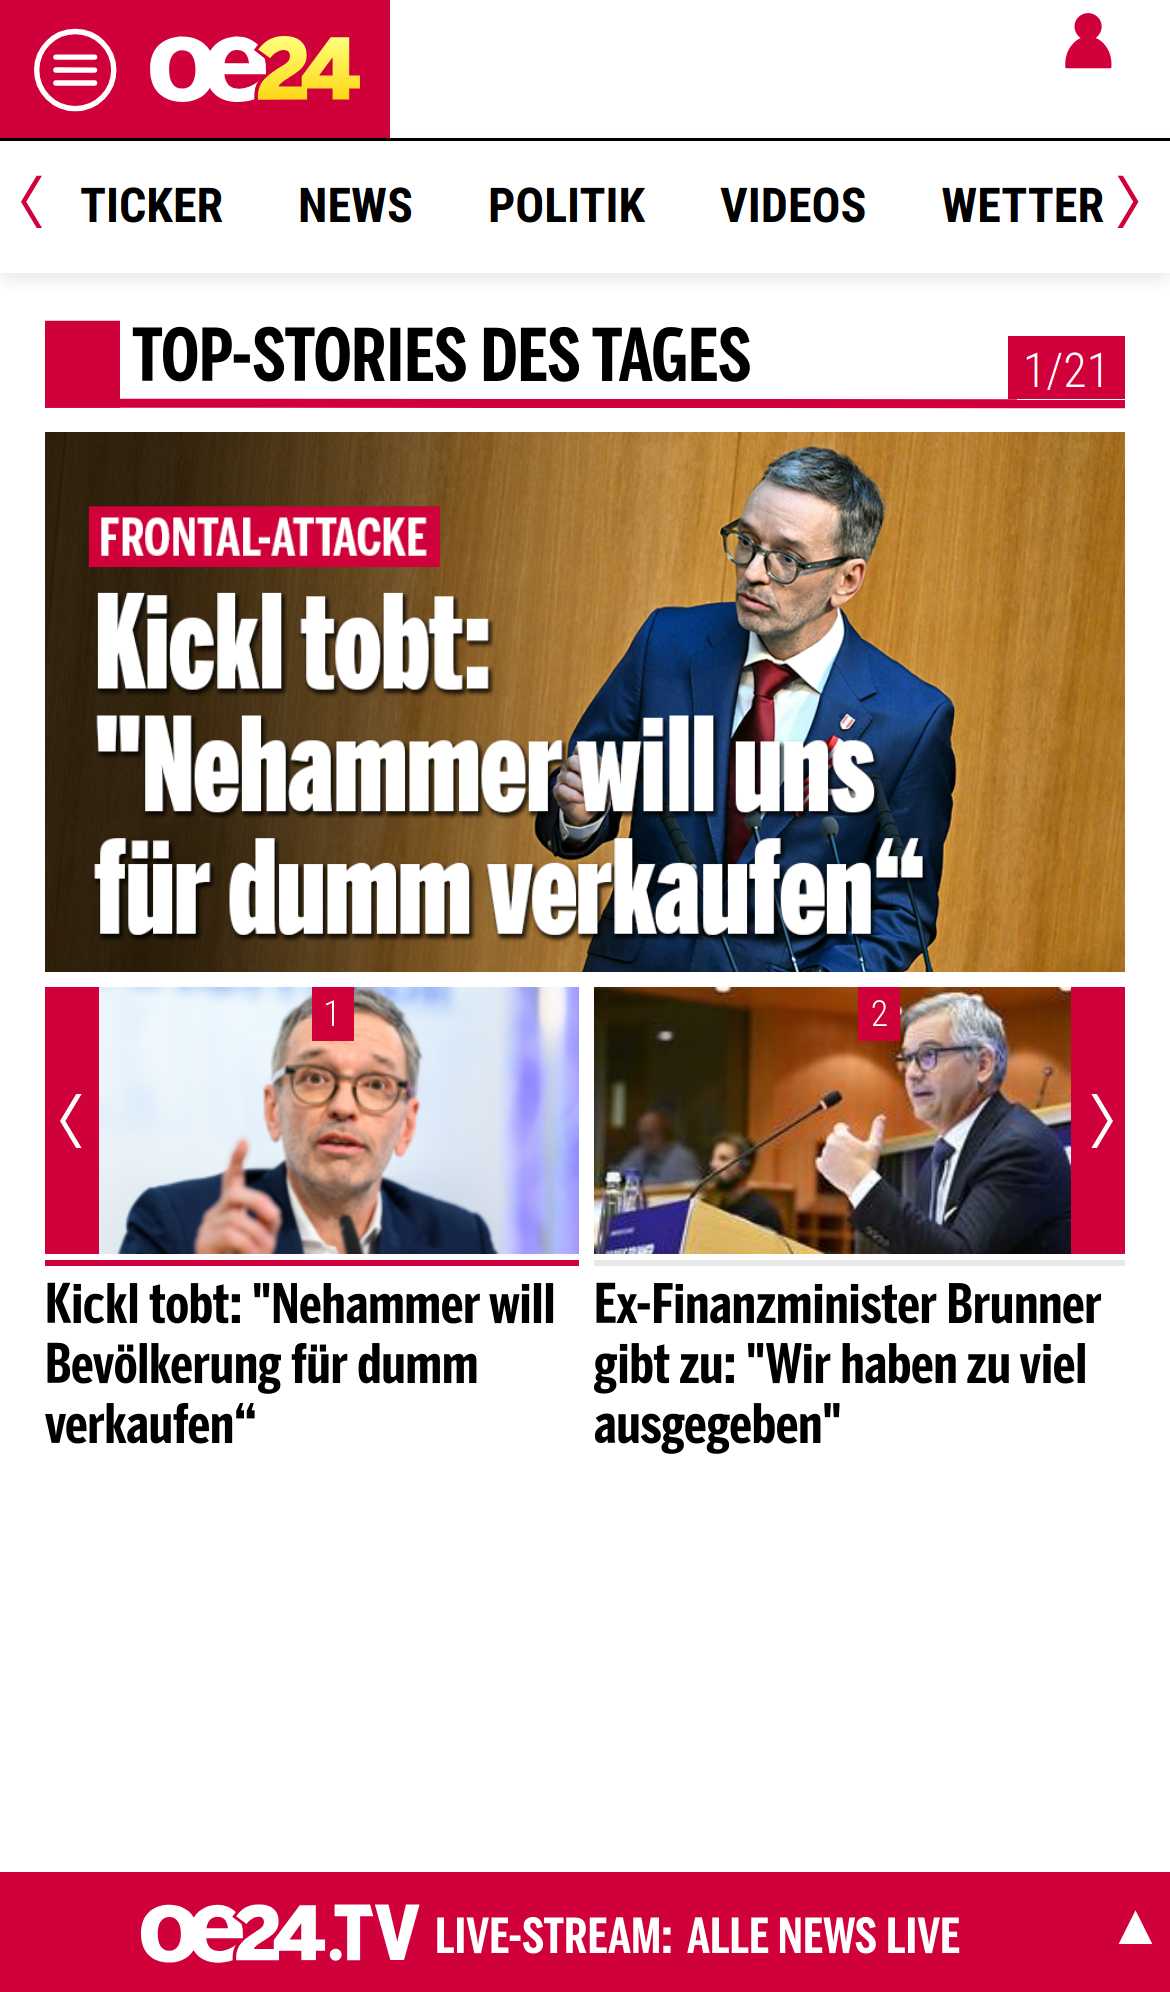 oe24
TICKER NEWS POLITIK VIDEOS WETTER
TOP-STORIES DES TAGES
1/21
FRONTAL-ATTACKE
Kickl tobt:
"Nehammer will uns
für dumm verkaufen“
1
2
Kickl tobt: "Nehammer will
Bevölkerung für dumm
verkaufen“
Ex-Finanzminister Brunner
gibt zu: "Wir haben zu viel
ausgegeben"
oe24.TV LIVE-STREAM: ALLE NEWS LIVE